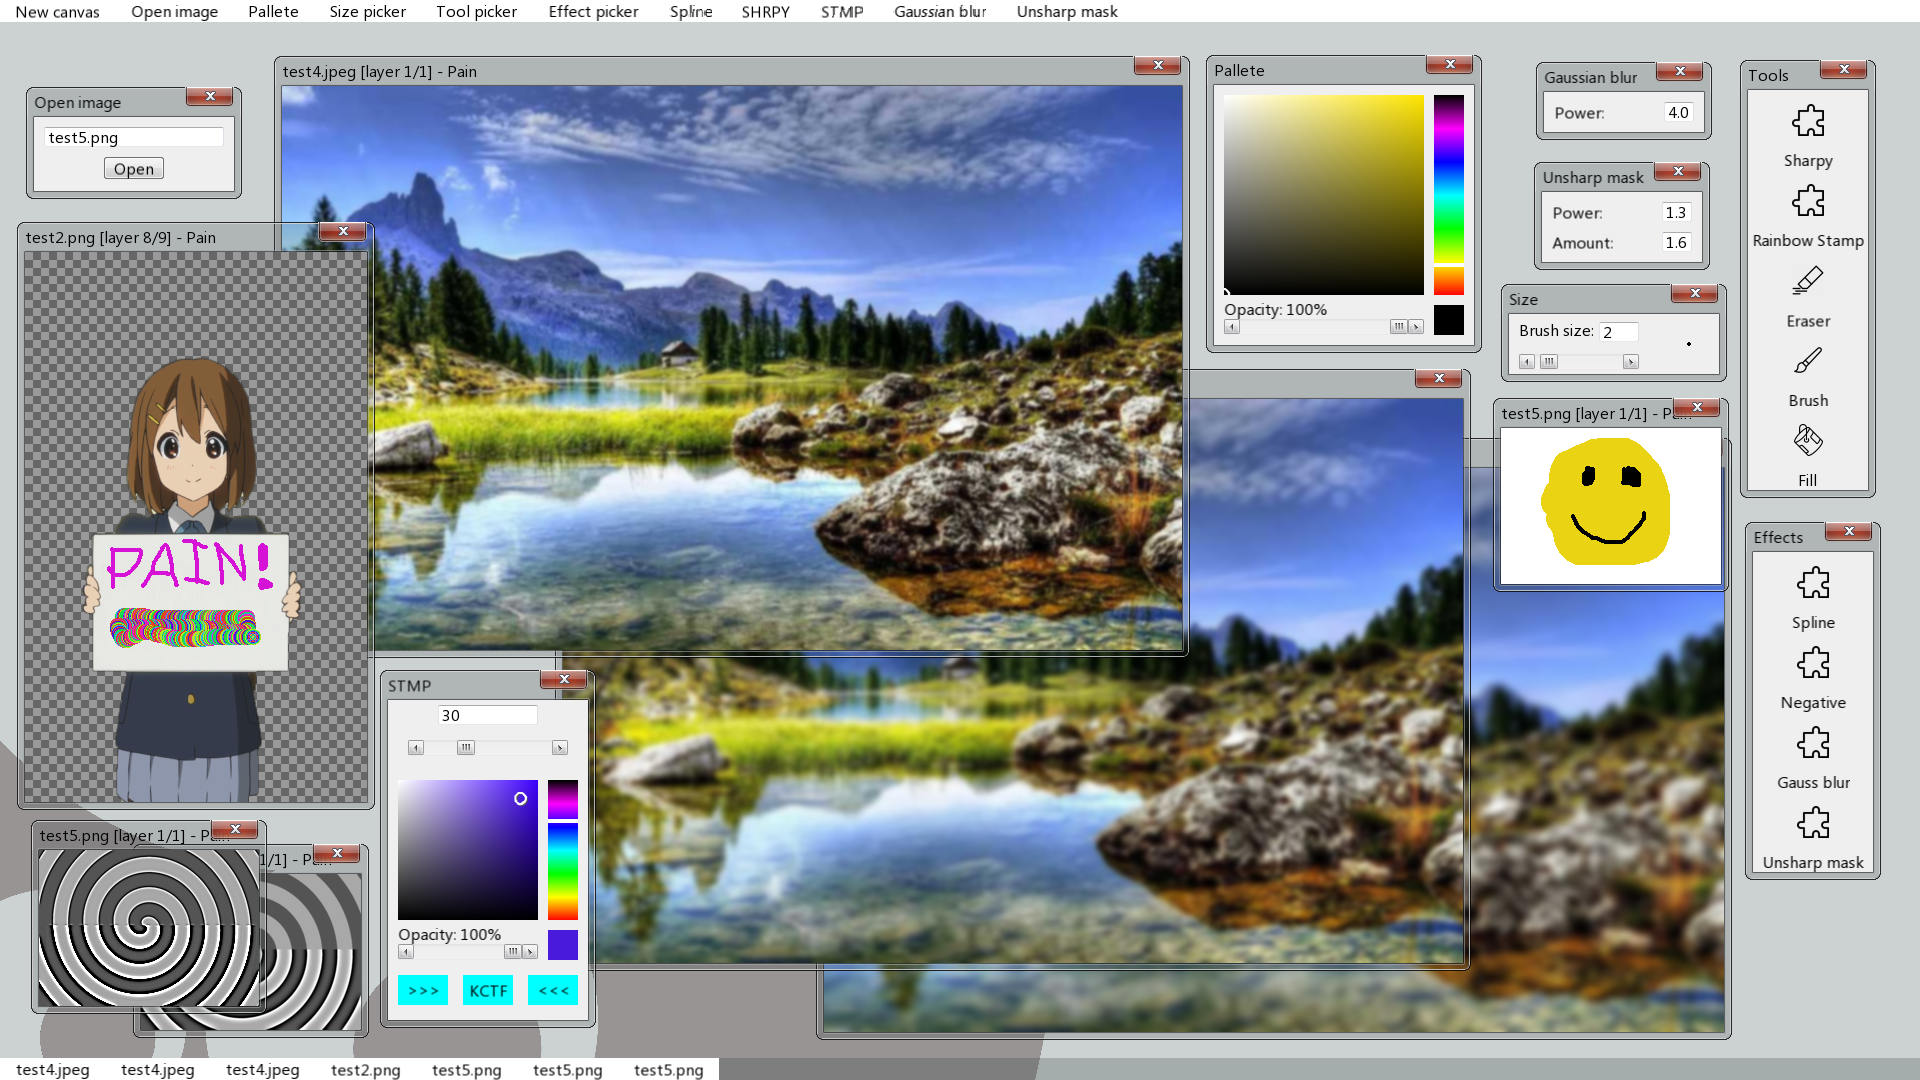 New canvas Open image Pallete Size picker Tool picker Effect picker Spline SHRPY STMP Gaussian blur Unsharp mask
Open image
test5.png
Open
test4.jpeg [layer 1/1] - Pain
Pallete
Opacity: 100%
Gaussian blur
Power: 4.0
Unsharp mask
Power: 1.3
Amount: 1.6
Size
Brush size: 2
Tools
Sharpy
Rainbow Stamp
Eraser
Brush
Fill
test2.png [layer 8/9] - Pain
PAIN!
test5.png [layer 1/1] - Pain
Effects
Spline
Negative
Gauss blur
Unsharp mask
STMP
30
Opacity: 100%
>>> KCTF <<<
test5.png [layer 1/1] - Pain
1/1] - Pain
test4.jpeg test4.jpeg test4.jpeg test2.png test5.png test5.png test5.png